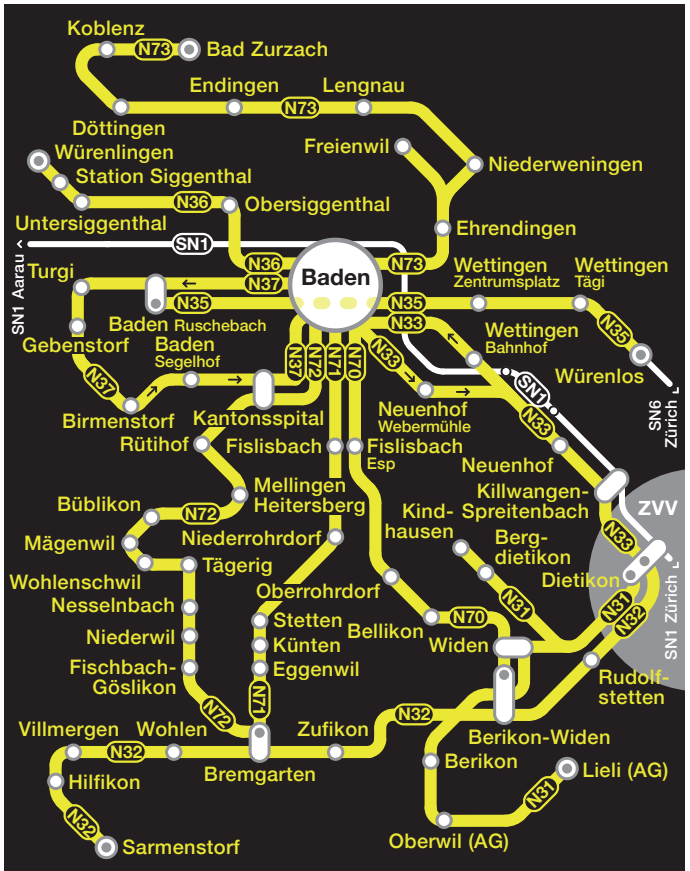 Koblenz
N73
Bad Zurzach
Endingen
N73
Lengnau
Döttingen
Würenlingen
Station Siggenthal
Freienwil
Niederweningen
N36
Obersiggenthal
Untersiggenthal
Ehrendingen
SN1 Aarau
SN1
Turgi
N36
N37
Baden
N73
Wettingen
Zentrumsplatz
Wettingen
Tägi
N35
N35
N33
N35
Baden Ruschebach
Gebenstorf
Baden
Segelhof
Wettingen
Bahnhof
Würenlos
SN6
Zürich
N37
N37
N72
N71
N70
N33
SN1
Birmenstorf
Kantonsspital
Neuenhof
Webermühle
N33
Rütihof
Fislisbach
Fislisbach
Esp
Neuenhof
Mellingen
Heitersberg
Killwangen-
Spreitenbach
ZVV
Büblikon
N72
Kind-
hausen
Niederrohrdorf
Berg-
dietikon
N33
Mägenwil
Tägerig
Dietikon
Wohlenschwil
Oberrohrdorf
N31
N31
N32
SN1 Zürich
Nesselnbach
Stetten
Bellikon
N70
Widen
Niederwil
Künten
Fischbach-
Göslikon
Eggenwil
Rudolf-
stetten
N71
N72
Villmergen
Wohlen
Zufikon
N32
N32
Bremgarten
Berikon-Widen
Hilfikon
Berikon
Lieli (AG)
N31
N32
Oberwil (AG)
Sarmenstorf